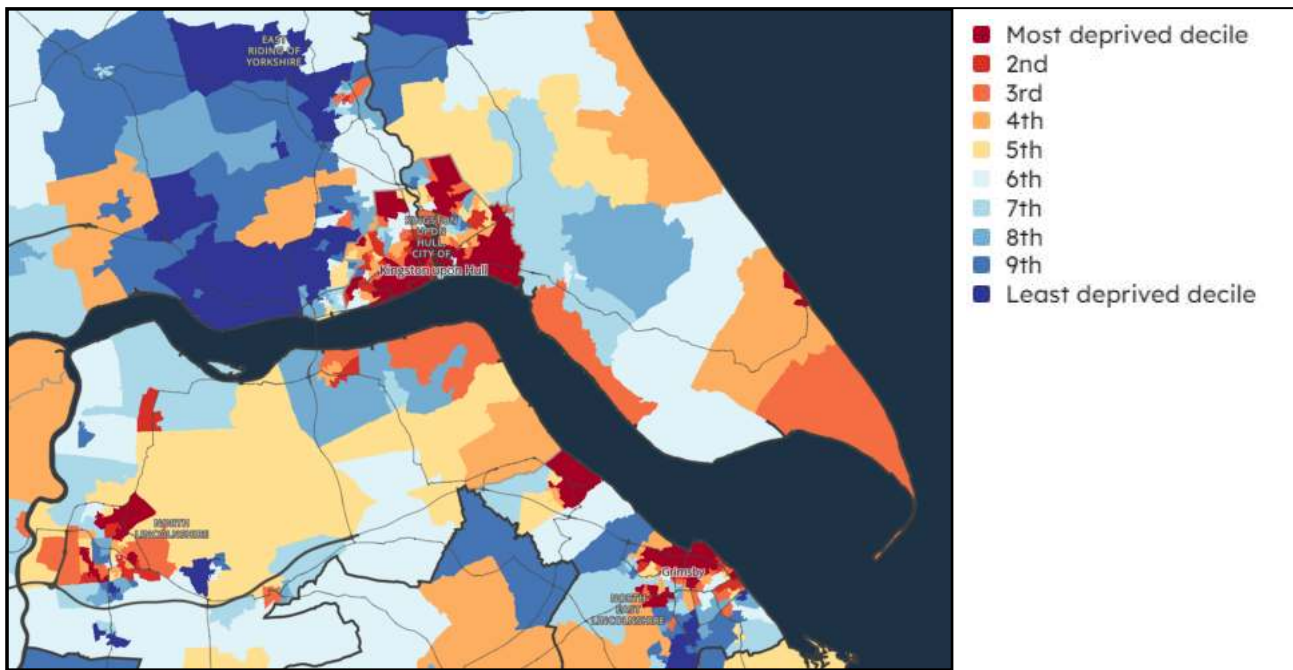 EAST
RIDING OF
YORKSHIRE
KINGSTON
UPON
HULL,
CITY OF
Kingston upon Hull
NORTH
LINCOLNSHIRE
Grimsby
NORTH
EAST
LINCOLNSHIRE
Most deprived decile
2nd
3rd
4th
5th
6th
7th
8th
9th
Least deprived decile